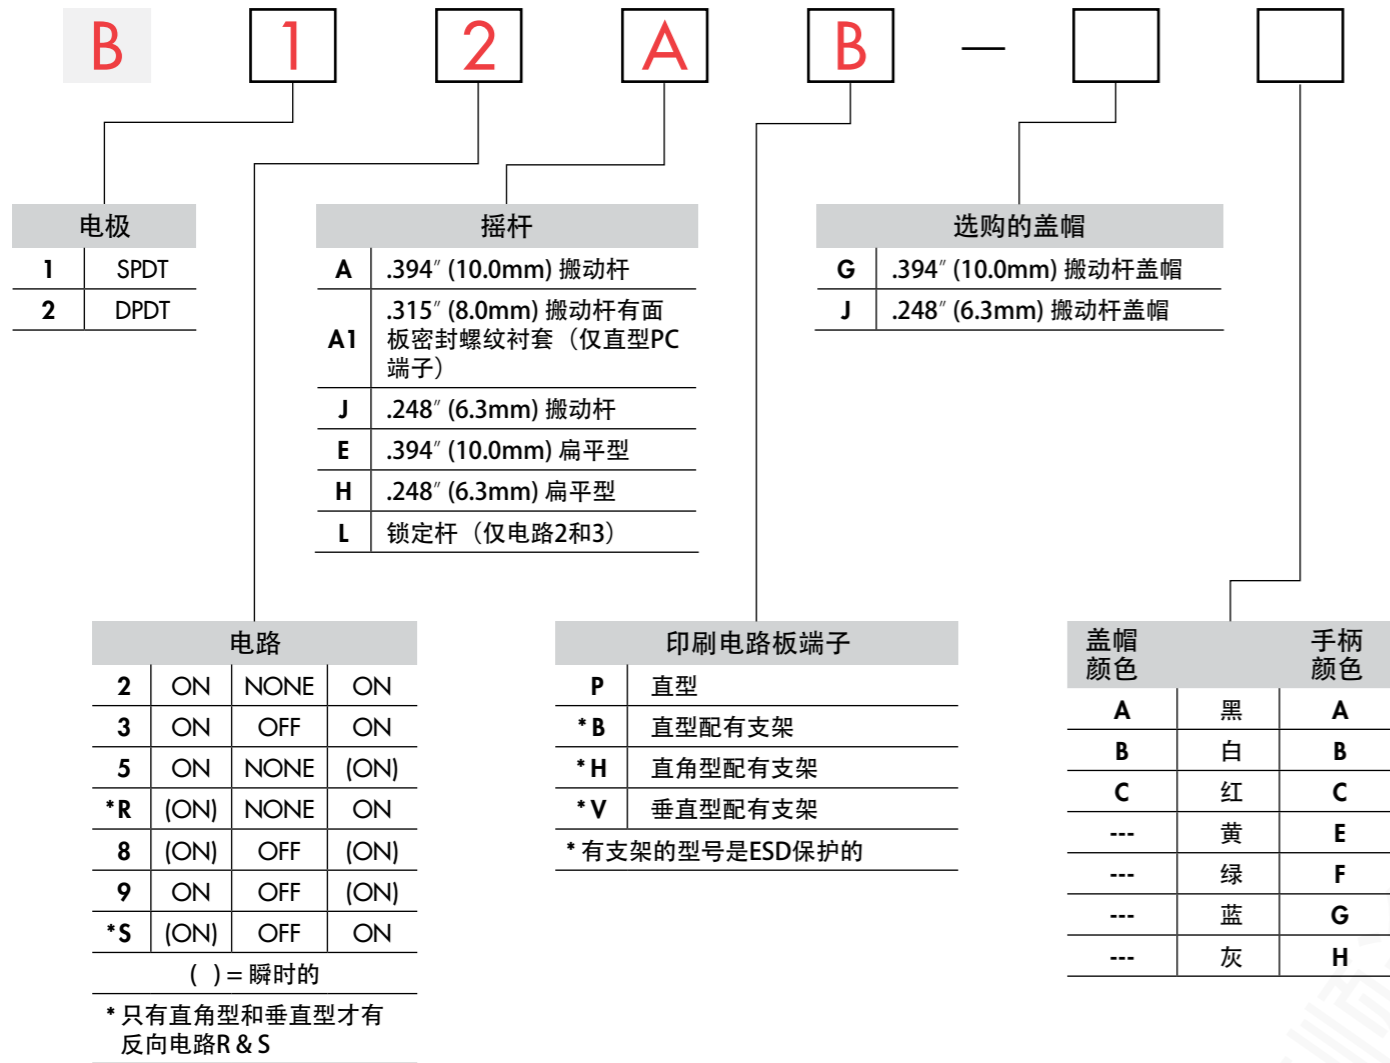 B 1 2 A B —
电极
1 SPDT
2 DPDT
摇杆
A .394″ (10.0mm) 搬动杆
A1 .315″ (8.0mm) 搬动杆有面
板密封螺纹衬套（仅直型PC
端子）
J .248″ (6.3mm) 搬动杆
E .394″ (10.0mm) 扁平型
H .248″ (6.3mm) 扁平型
L 锁定杆（仅电路2和3）
选购的盖帽
G .394″ (10.0mm) 搬动杆盖帽
J .248″ (6.3mm) 搬动杆盖帽
电路
2 ON NONE ON
3 ON OFF ON
5 ON NONE (ON)
*R (ON) NONE ON
8 (ON) OFF (ON)
9 ON OFF (ON)
*S (ON) OFF ON
( ) = 瞬时的
* 只有直角型和垂直型才有
反向电路R & S
印刷电路板端子
P 直型
* B 直型配有支架
* H 直角型配有支架
* V 垂直型配有支架
* 有支架的型号是ESD保护的
盖帽 手柄
颜色 颜色
A 黑 A
B 白 B
C 红 C
--- 黄 E
--- 绿 F
--- 蓝 G
--- 灰 H